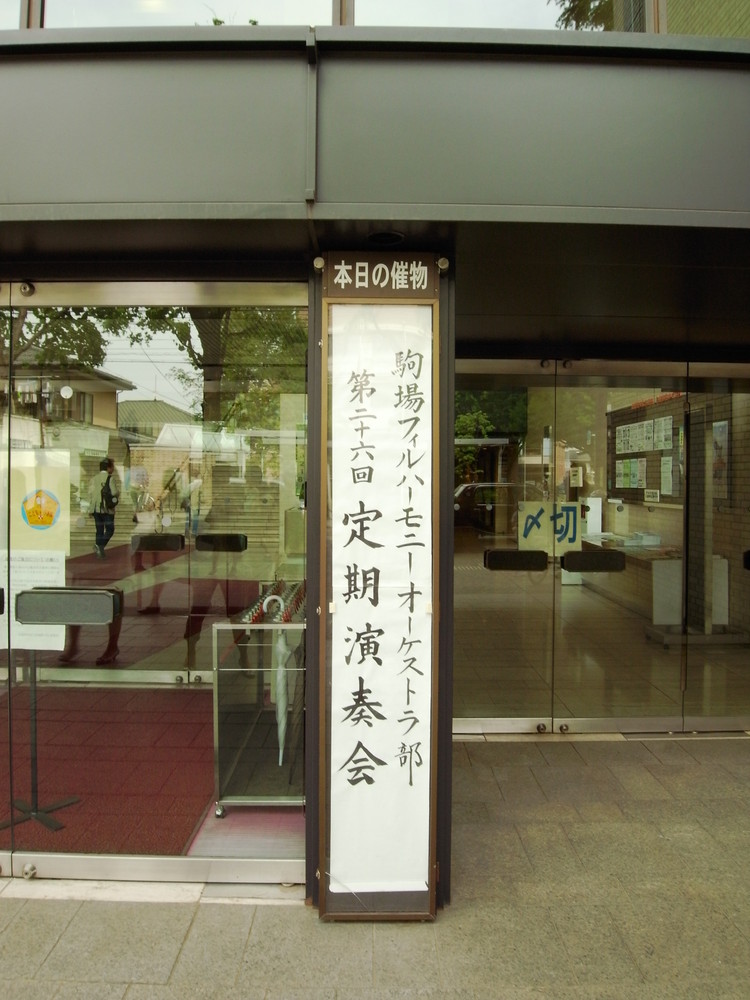 本日の催物
駒場フィルハーモニーオーケストラ部
第二十六回 定期演奏会
〆切